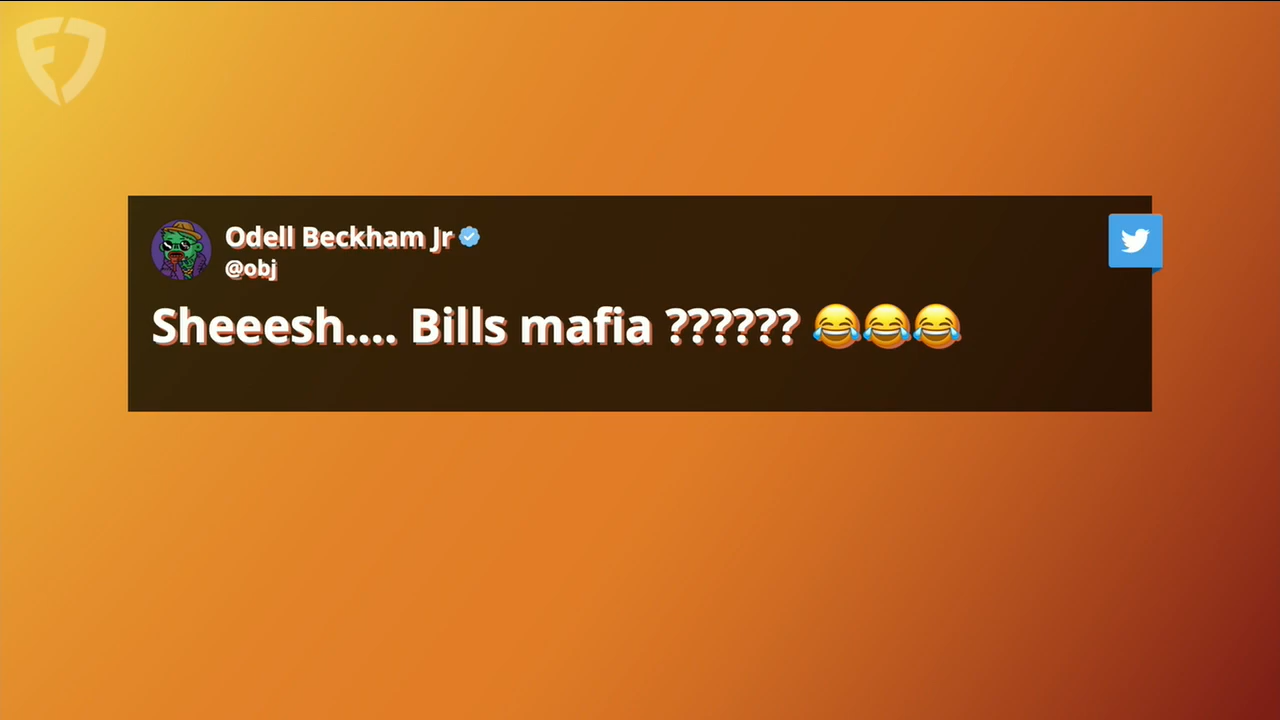 Odell Beckham Jr
@obj
Sheeesh.... Bills mafia ?????? 😂😂😂